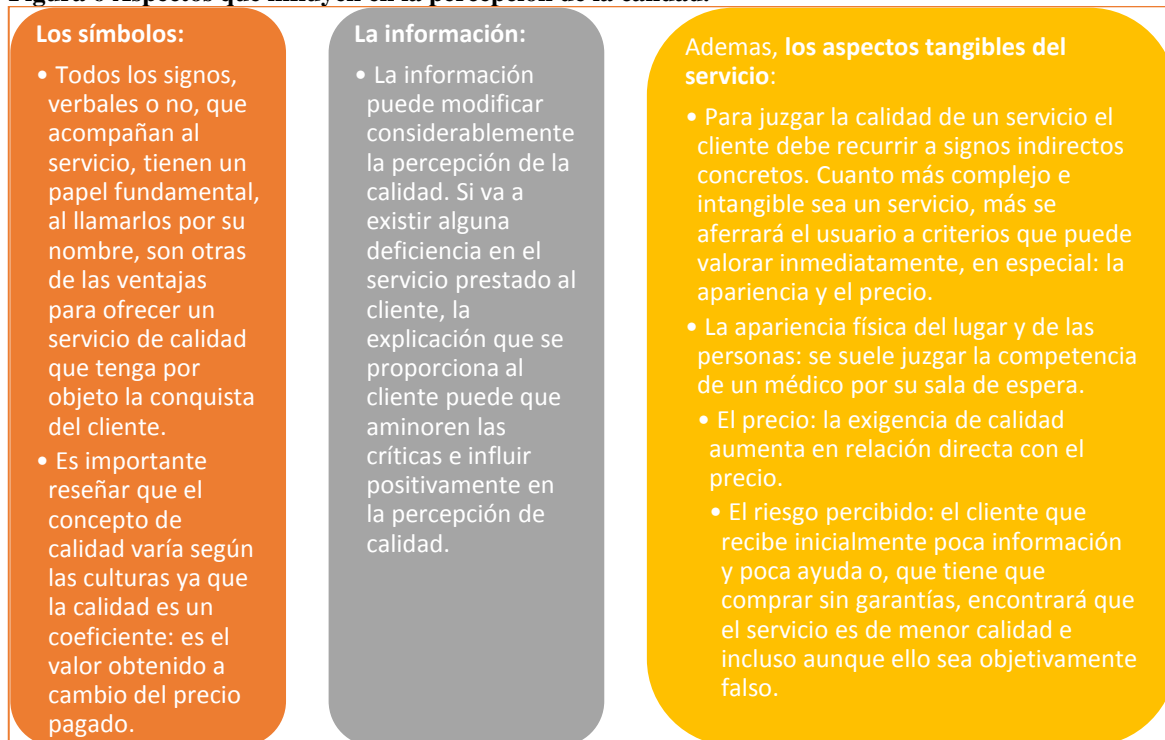 Figura 6 Aspectos que influyen en la percepción de la calidad.
Los símbolos:
• Todos los signos,
verbales o no, que
acompañan al
servicio, tienen un
papel fundamental,
al llamarlos por su
nombre, son otras
de las ventajas
para ofrecer un
servicio de calidad
que tenga por
objeto la conquista
del cliente.
• Es importante
reseñar que el
concepto de
calidad varía según
las culturas ya que
la calidad es un
coeficiente: es el
valor obtenido a
cambio del precio
pagado.
La información:
• La información
puede modificar
considerablemente
la percepción de la
calidad. Si va a
existir alguna
deficiencia en el
servicio prestado al
cliente, la
explicación que se
proporciona al
cliente puede que
aminoren las
críticas e influir
positivamente en
la percepción de
calidad.
Ademas, los aspectos tangibles del
servicio:
• Para juzgar la calidad de un servicio el
cliente debe recurrir a signos indirectos
concretos. Cuanto más complejo e
intangible sea un servicio, más se
aferrará el usuario a criterios que puede
valorar inmediatamente, en especial: la
apariencia y el precio.
• La apariencia física del lugar y de las
personas: se suele juzgar la competencia
de un médico por su sala de espera.
• El precio: la exigencia de calidad
aumenta en relación directa con el
precio.
• El riesgo percibido: el cliente que
recibe inicialmente poca información
y poca ayuda o, que tiene que
comprar sin garantías, encontrará que
el servicio es de menor calidad e
incluso aunque ello sea objetivamente
falso.